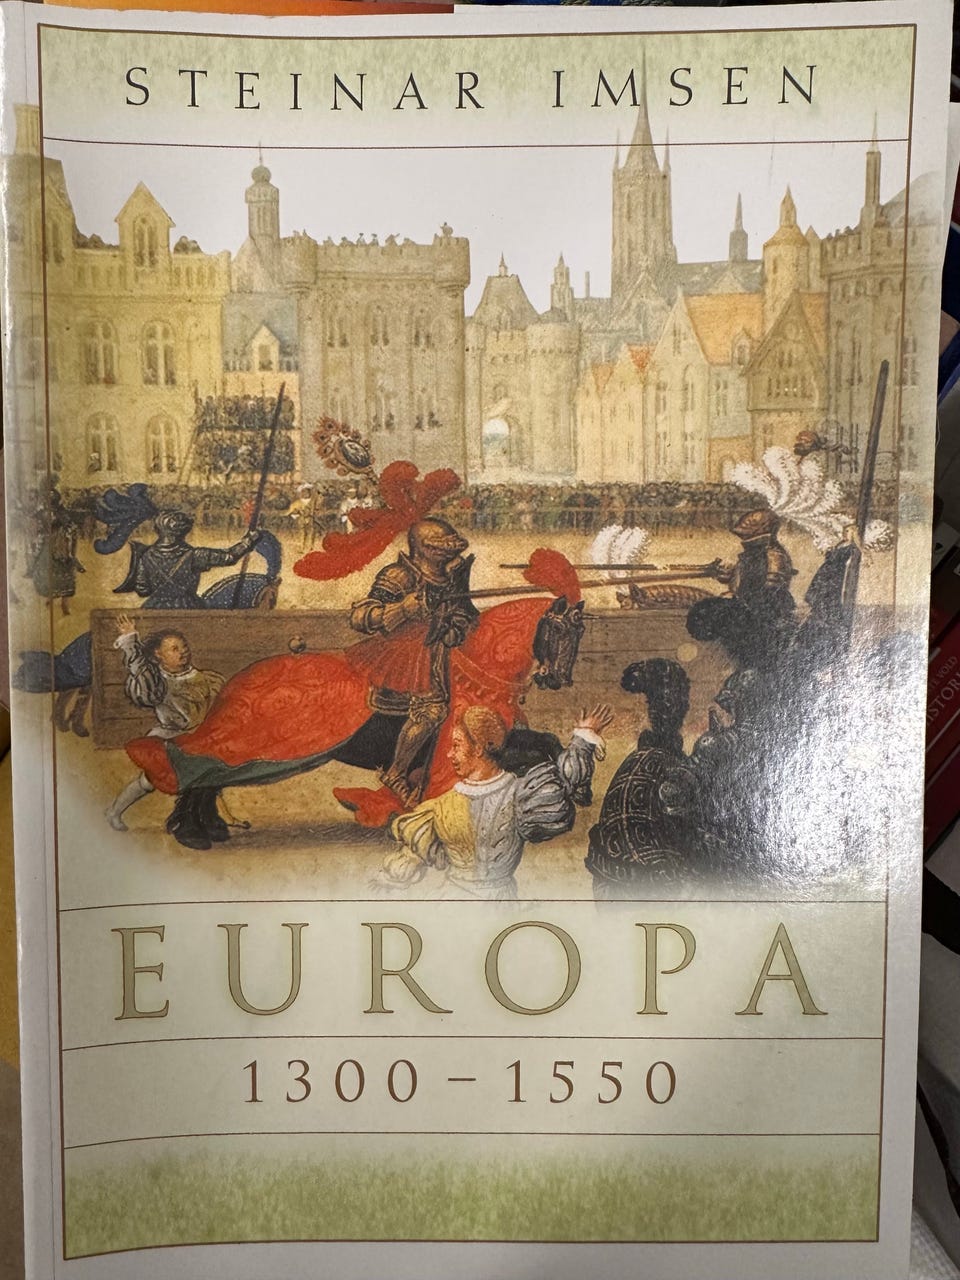 STEINAR IMSEN
EUROPA
1300–1550